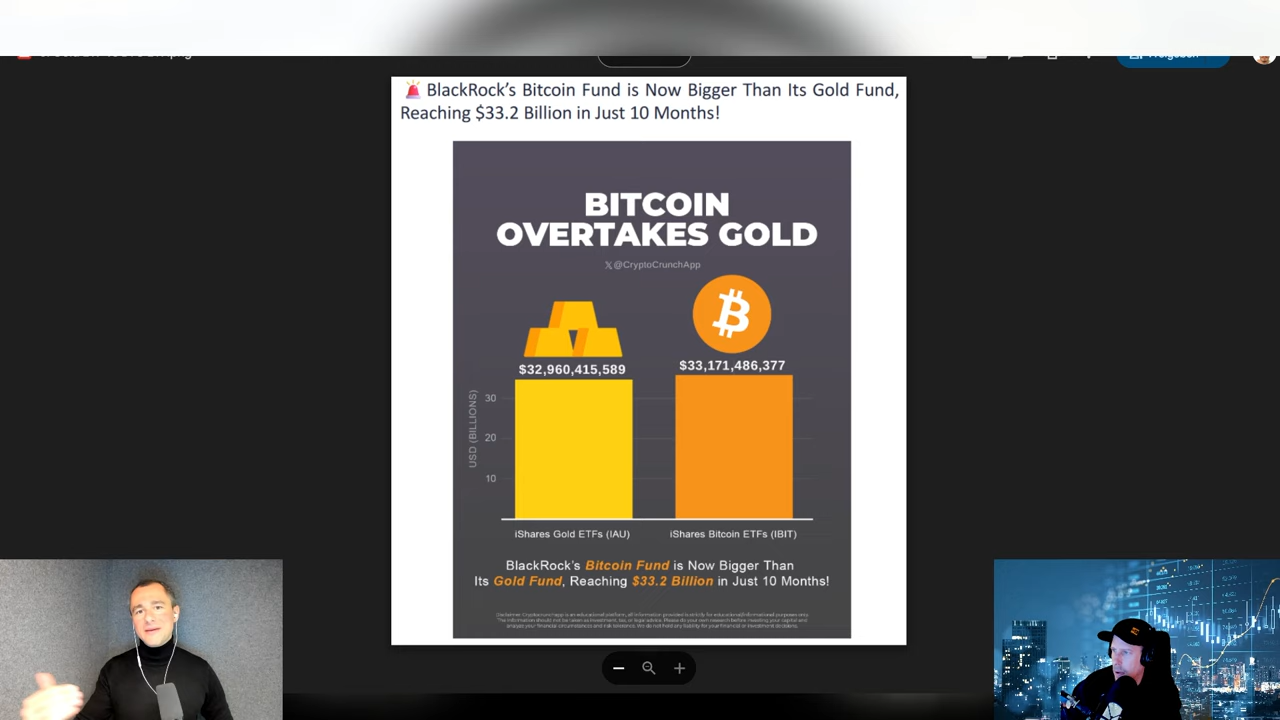 BlackRock's Bitcoin Fund is Now Bigger Than Its Gold Fund,
Reaching $33.2 Billion in Just 10 Months!
BITCOIN
OVERTAKES GOLD
𝕏@CryptoCrunchApp
$32,960,415,589
$33,171,486,377
USD (BILLIONS)
30
20
10
iShares Gold ETFs (IAU)
iShares Bitcoin ETFs (IBIT)
BlackRock's Bitcoin Fund is Now Bigger Than
Its Gold Fund, Reaching $33.2 Billion in Just 10 Months!